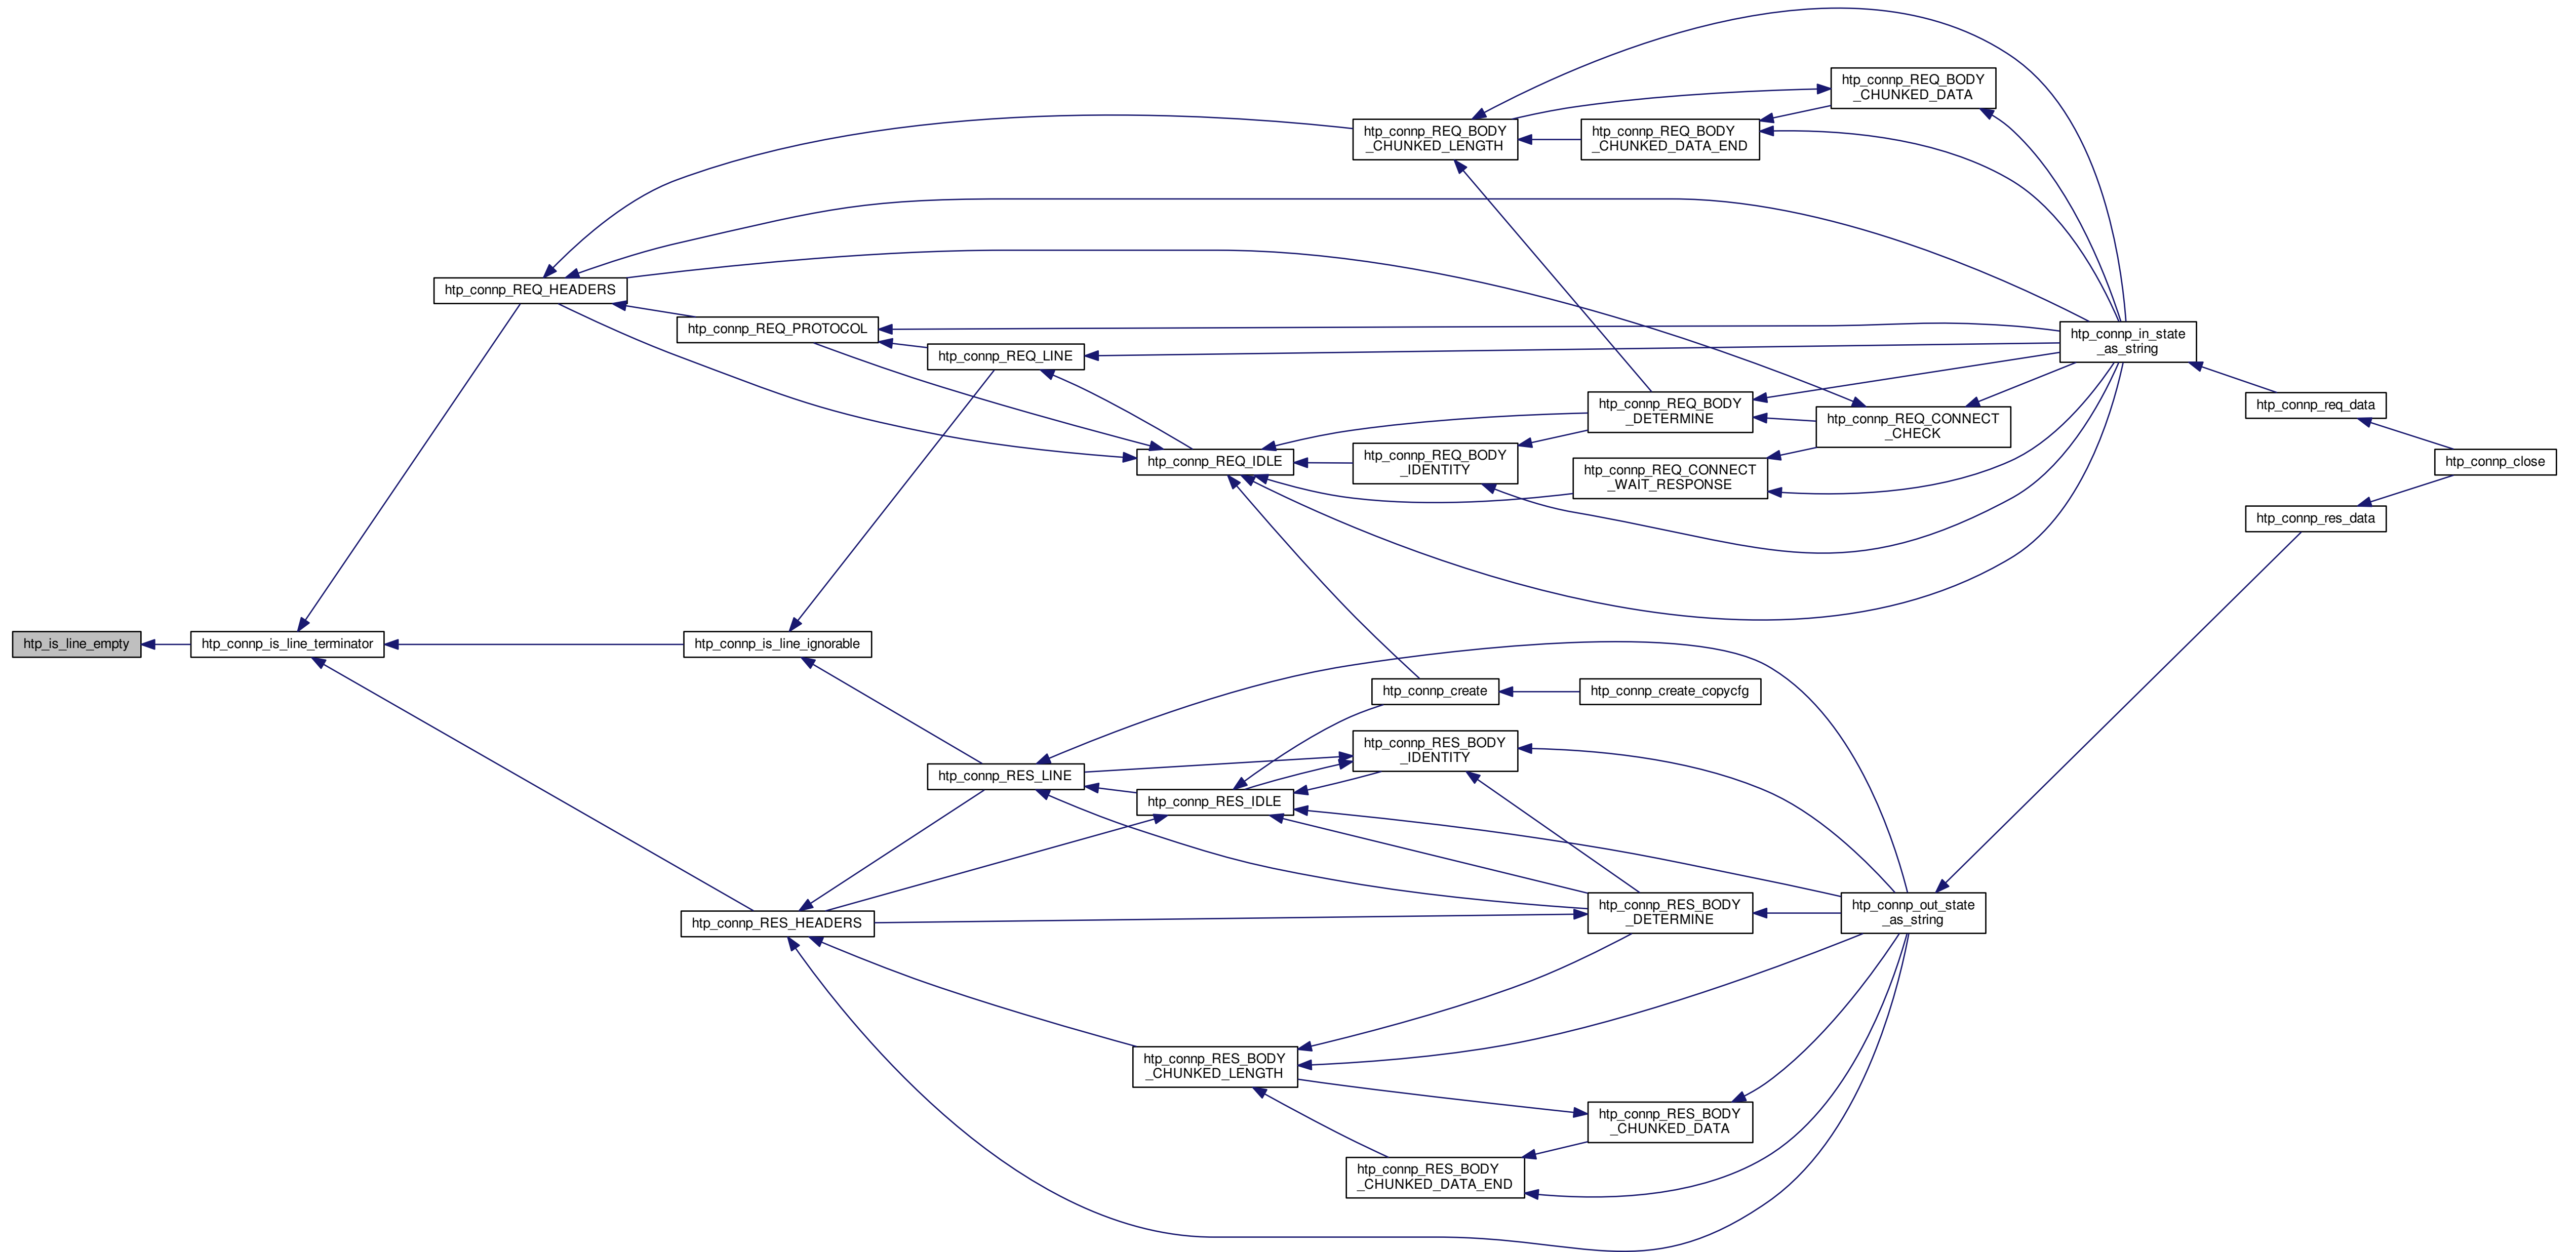 htp_connp_REQ_BODY
_CHUNKED_DATA
htp_connp_REQ_BODY
_CHUNKED_LENGTH
htp_connp_REQ_BODY
_CHUNKED_DATA_END
htp_connp_REQ_HEADERS
htp_connp_REQ_PROTOCOL
htp_connp_REQ_LINE
htp_connp_in_state
_as_string
htp_connp_REQ_BODY
_DETERMINE
htp_connp_req_data
htp_connp_REQ_CONNECT
_CHECK
htp_connp_REQ_IDLE
htp_connp_REQ_BODY
_IDENTITY
htp_connp_close
htp_connp_REQ_CONNECT
_WAIT_RESPONSE
htp_connp_res_data
htp_is_line_empty
htp_connp_is_line_terminator
htp_connp_is_line_ignorable
htp_connp_create
htp_connp_create_copycfg
htp_connp_RES_BODY
_IDENTITY
htp_connp_RES_LINE
htp_connp_RES_IDLE
htp_connp_RES_BODY
_DETERMINE
htp_connp_out_state
_as_string
htp_connp_RES_HEADERS
htp_connp_RES_BODY
_CHUNKED_LENGTH
htp_connp_RES_BODY
_CHUNKED_DATA
htp_connp_RES_BODY
_CHUNKED_DATA_END